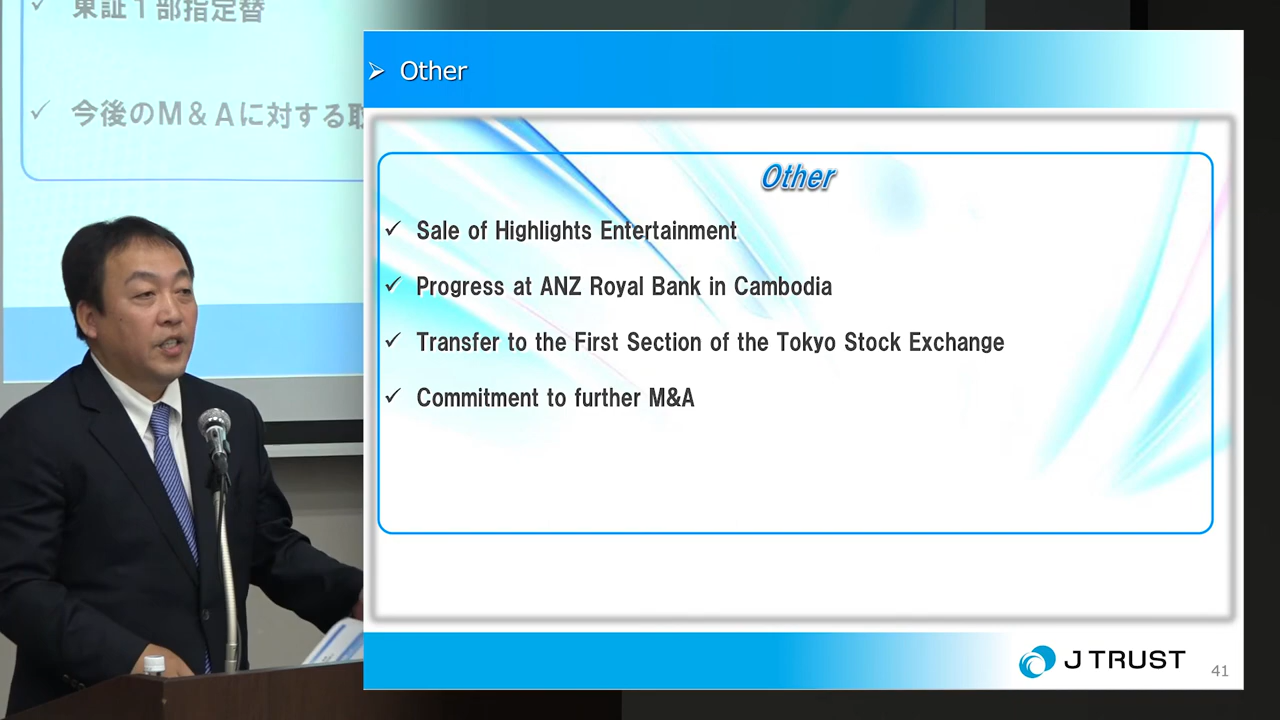 東証1部指定替
今後のM&Aに対する取
Other
Other
Sale of Highlights Entertainment
Progress at ANZ Royal Bank in Cambodia
Transfer to the First Section of the Tokyo Stock Exchange
Commitment to further M&A
J TRUST
41